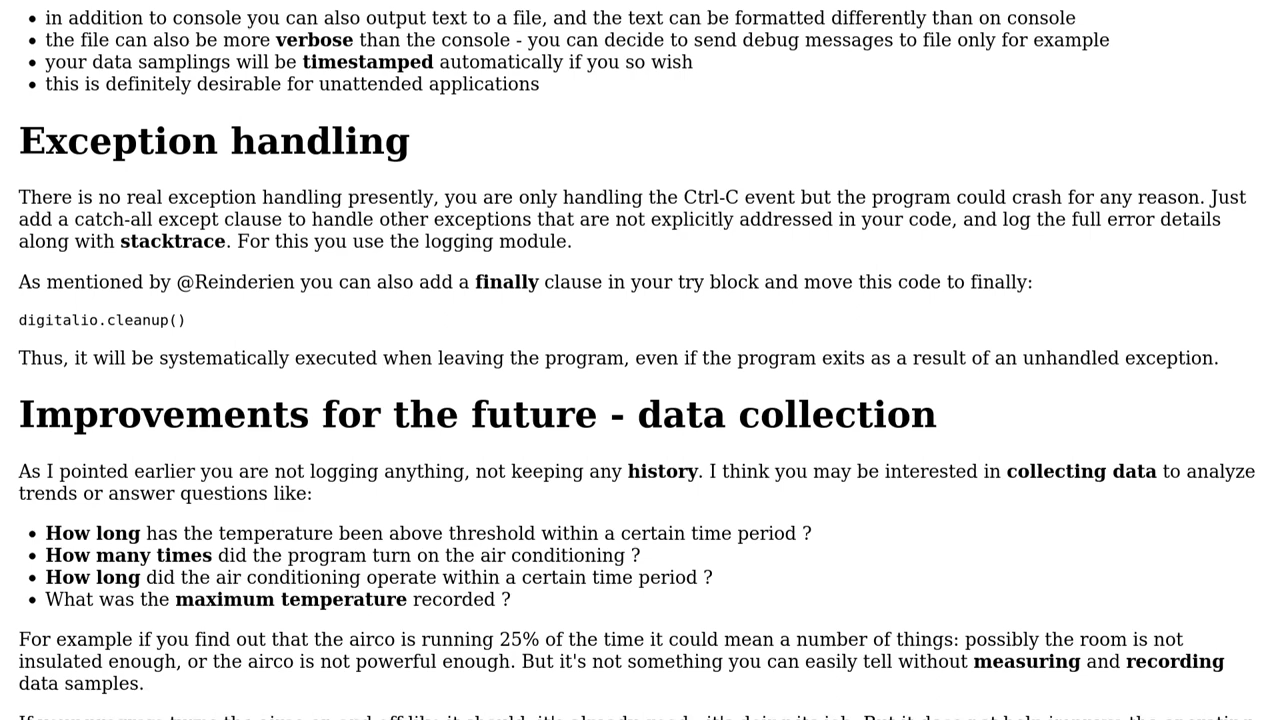 in addition to console you can also output text to a file, and the text can be formatted differently than on console
the file can also be more verbose than the console - you can decide to send debug messages to file only for example
your data samplings will be timestamped automatically if you so wish
this is definitely desirable for unattended applications
Exception handling
There is no real exception handling presently, you are only handling the Ctrl-C event but the program could crash for any reason. Just
add a catch-all except clause to handle other exceptions that are not explicitly addressed in your code, and log the full error details
along with stacktrace. For this you use the logging module.
As mentioned by @Reinderien you can also add a finally clause in your try block and move this code to finally:
digitalio.cleanup()
Thus, it will be systematically executed when leaving the program, even if the program exits as a result of an unhandled exception.
Improvements for the future - data collection
As I pointed earlier you are not logging anything, not keeping any history. I think you may be interested in collecting data to analyze
trends or answer questions like:
How long has the temperature been above threshold within a certain time period ?
How many times did the program turn on the air conditioning ?
How long did the air conditioning operate within a certain time period ?
What was the maximum temperature recorded ?
For example if you find out that the airco is running 25% of the time it could mean a number of things: possibly the room is not
insulated enough, or the airco is not powerful enough. But it's not something you can easily tell without measuring and recording
data samples.